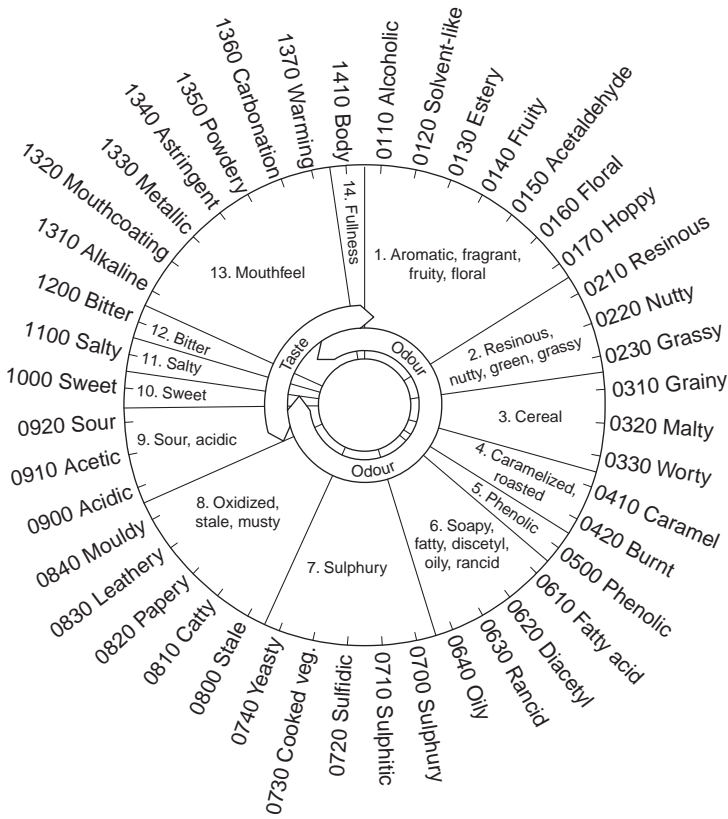 0110 Alcoholic
0120 Solvent-like
0130 Estery
0140 Fruity
0150 Acetaldehyde
0160 Floral
0170 Hoppy
0210 Resinous
0220 Nutty
0230 Grassy
0310 Grainy
0320 Malty
0330 Worty
0410 Caramel
0420 Burnt
0500 Phenolic
0610 Fatty acid
0620 Diacetyl
0630 Rancid
0640 Oily
0700 Sulphury
0710 Sulphitic
0720 Sulfidic
0730 Cooked veg.
0740 Yeasty
0800 Stale
0810 Catty
0820 Papery
0830 Leathery
0840 Mouldy
0900 Acidic
0910 Acetic
0920 Sour
1000 Sweet
1100 Salty
1200 Bitter
1310 Alkaline
1320 Mouthcoating
1330 Metallic
1340 Astringent
1350 Powdery
1360 Carbonation
1370 Warming
1410 Body
1. Aromatic, fragrant,
fruity, floral
2. Resinous,
nutty, green, grassy
3. Cereal
4. Caramelized,
roasted
5. Phenolic
6. Soapy,
fatty, discetyl,
oily, rancid
7. Sulphury
8. Oxidized,
stale, musty
9. Sour, acidic
10. Sweet
11. Salty
12. Bitter
13. Mouthfeel
14. Fullness
Taste
Odour
Odour